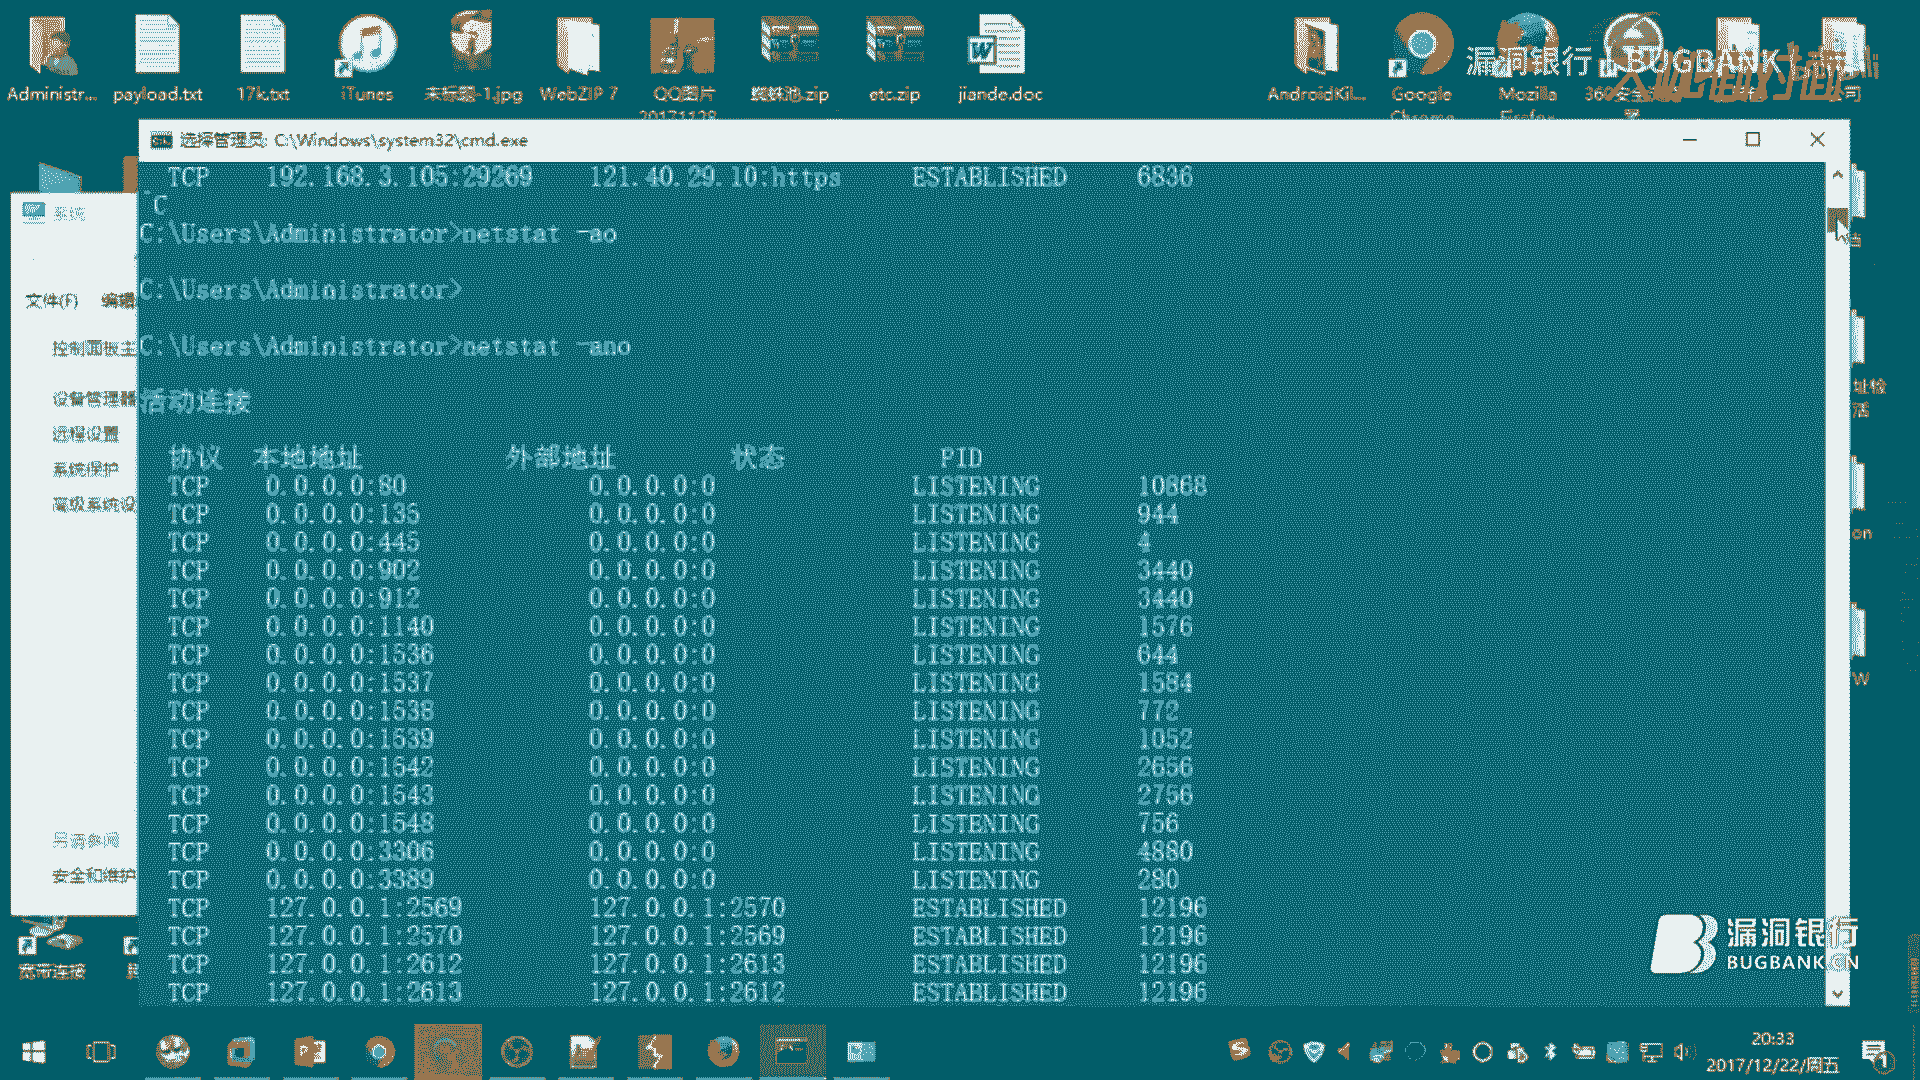 Administr...
payload.txt
17k.txt
iTunes
未标题-1.jpg
WebZIP 7
QQ图片
20171128
蜘蛛池.zip
etc.zip
jiande.doc
AndroidKil...
Google
Chrome
Mozilla
Firefox
漏洞银行 BUGBANK
选择管理员: C:\Windows\system32\cmd.exe
TCP 192.168.3.105:29269 121.40.29.10:https ESTABLISHED 6836
^C
C:\Users\Administrator>netstat -ao
C:\Users\Administrator>
C:\Users\Administrator>netstat -ano
活动连接
协议 本地地址 外部地址 状态 PID
TCP 0.0.0.0:80 0.0.0.0:0 LISTENING 10868
TCP 0.0.0.0:135 0.0.0.0:0 LISTENING 944
TCP 0.0.0.0:445 0.0.0.0:0 LISTENING 4
TCP 0.0.0.0:902 0.0.0.0:0 LISTENING 3440
TCP 0.0.0.0:912 0.0.0.0:0 LISTENING 3440
TCP 0.0.0.0:1140 0.0.0.0:0 LISTENING 1576
TCP 0.0.0.0:1536 0.0.0.0:0 LISTENING 644
TCP 0.0.0.0:1537 0.0.0.0:0 LISTENING 1584
TCP 0.0.0.0:1538 0.0.0.0:0 LISTENING 772
TCP 0.0.0.0:1539 0.0.0.0:0 LISTENING 1052
TCP 0.0.0.0:1542 0.0.0.0:0 LISTENING 2656
TCP 0.0.0.0:1543 0.0.0.0:0 LISTENING 2756
TCP 0.0.0.0:1548 0.0.0.0:0 LISTENING 756
TCP 0.0.0.0:3306 0.0.0.0:0 LISTENING 4880
TCP 0.0.0.0:3389 0.0.0.0:0 LISTENING 280
TCP 127.0.0.1:2569 127.0.0.1:2570 ESTABLISHED 12196
TCP 127.0.0.1:2570 127.0.0.1:2569 ESTABLISHED 12196
TCP 127.0.0.1:2612 127.0.0.1:2613 ESTABLISHED 12196
TCP 127.0.0.1:2613 127.0.0.1:2612 ESTABLISHED 12196
系统
文件(F) 编辑
控制面板主
设备管理器
远程设置
系统保护
高级系统设
另请参阅
安全和维护
宽带连接
漏洞银行
BUGBANK.CN
20:33
2017/12/22/周五